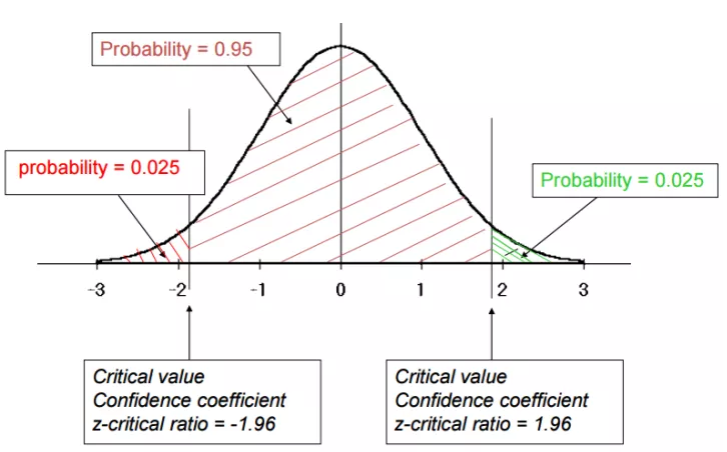 Probability = 0.95
probability = 0.025
Probability = 0.025
-3 -2 -1 0 1 2 3
Critical value
Confidence coefficient
z-critical ratio = -1.96
Critical value
Confidence coefficient
z-critical ratio = 1.96